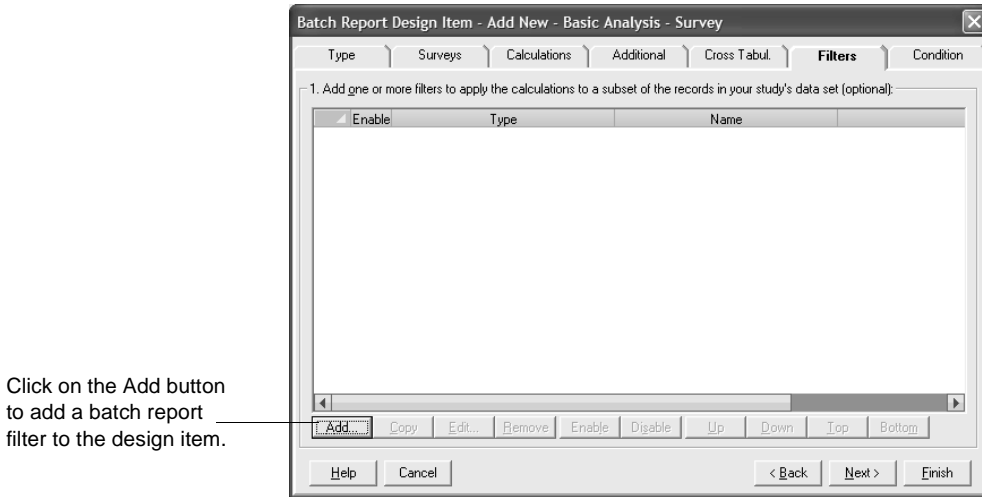 Batch Report Design Item - Add New - Basic Analysis - Survey
Type Surveys Calculations Additional Cross Tabul. Filters Condition
1. Add one or more filters to apply the calculations to a subset of the records in your study's data set (optional):
Enable Type Name
Click on the Add button
to add a batch report
filter to the design item.
Add... Copy Edit... Remove Enable Disable Up Down Top Bottom
Help Cancel < Back Next > Finish